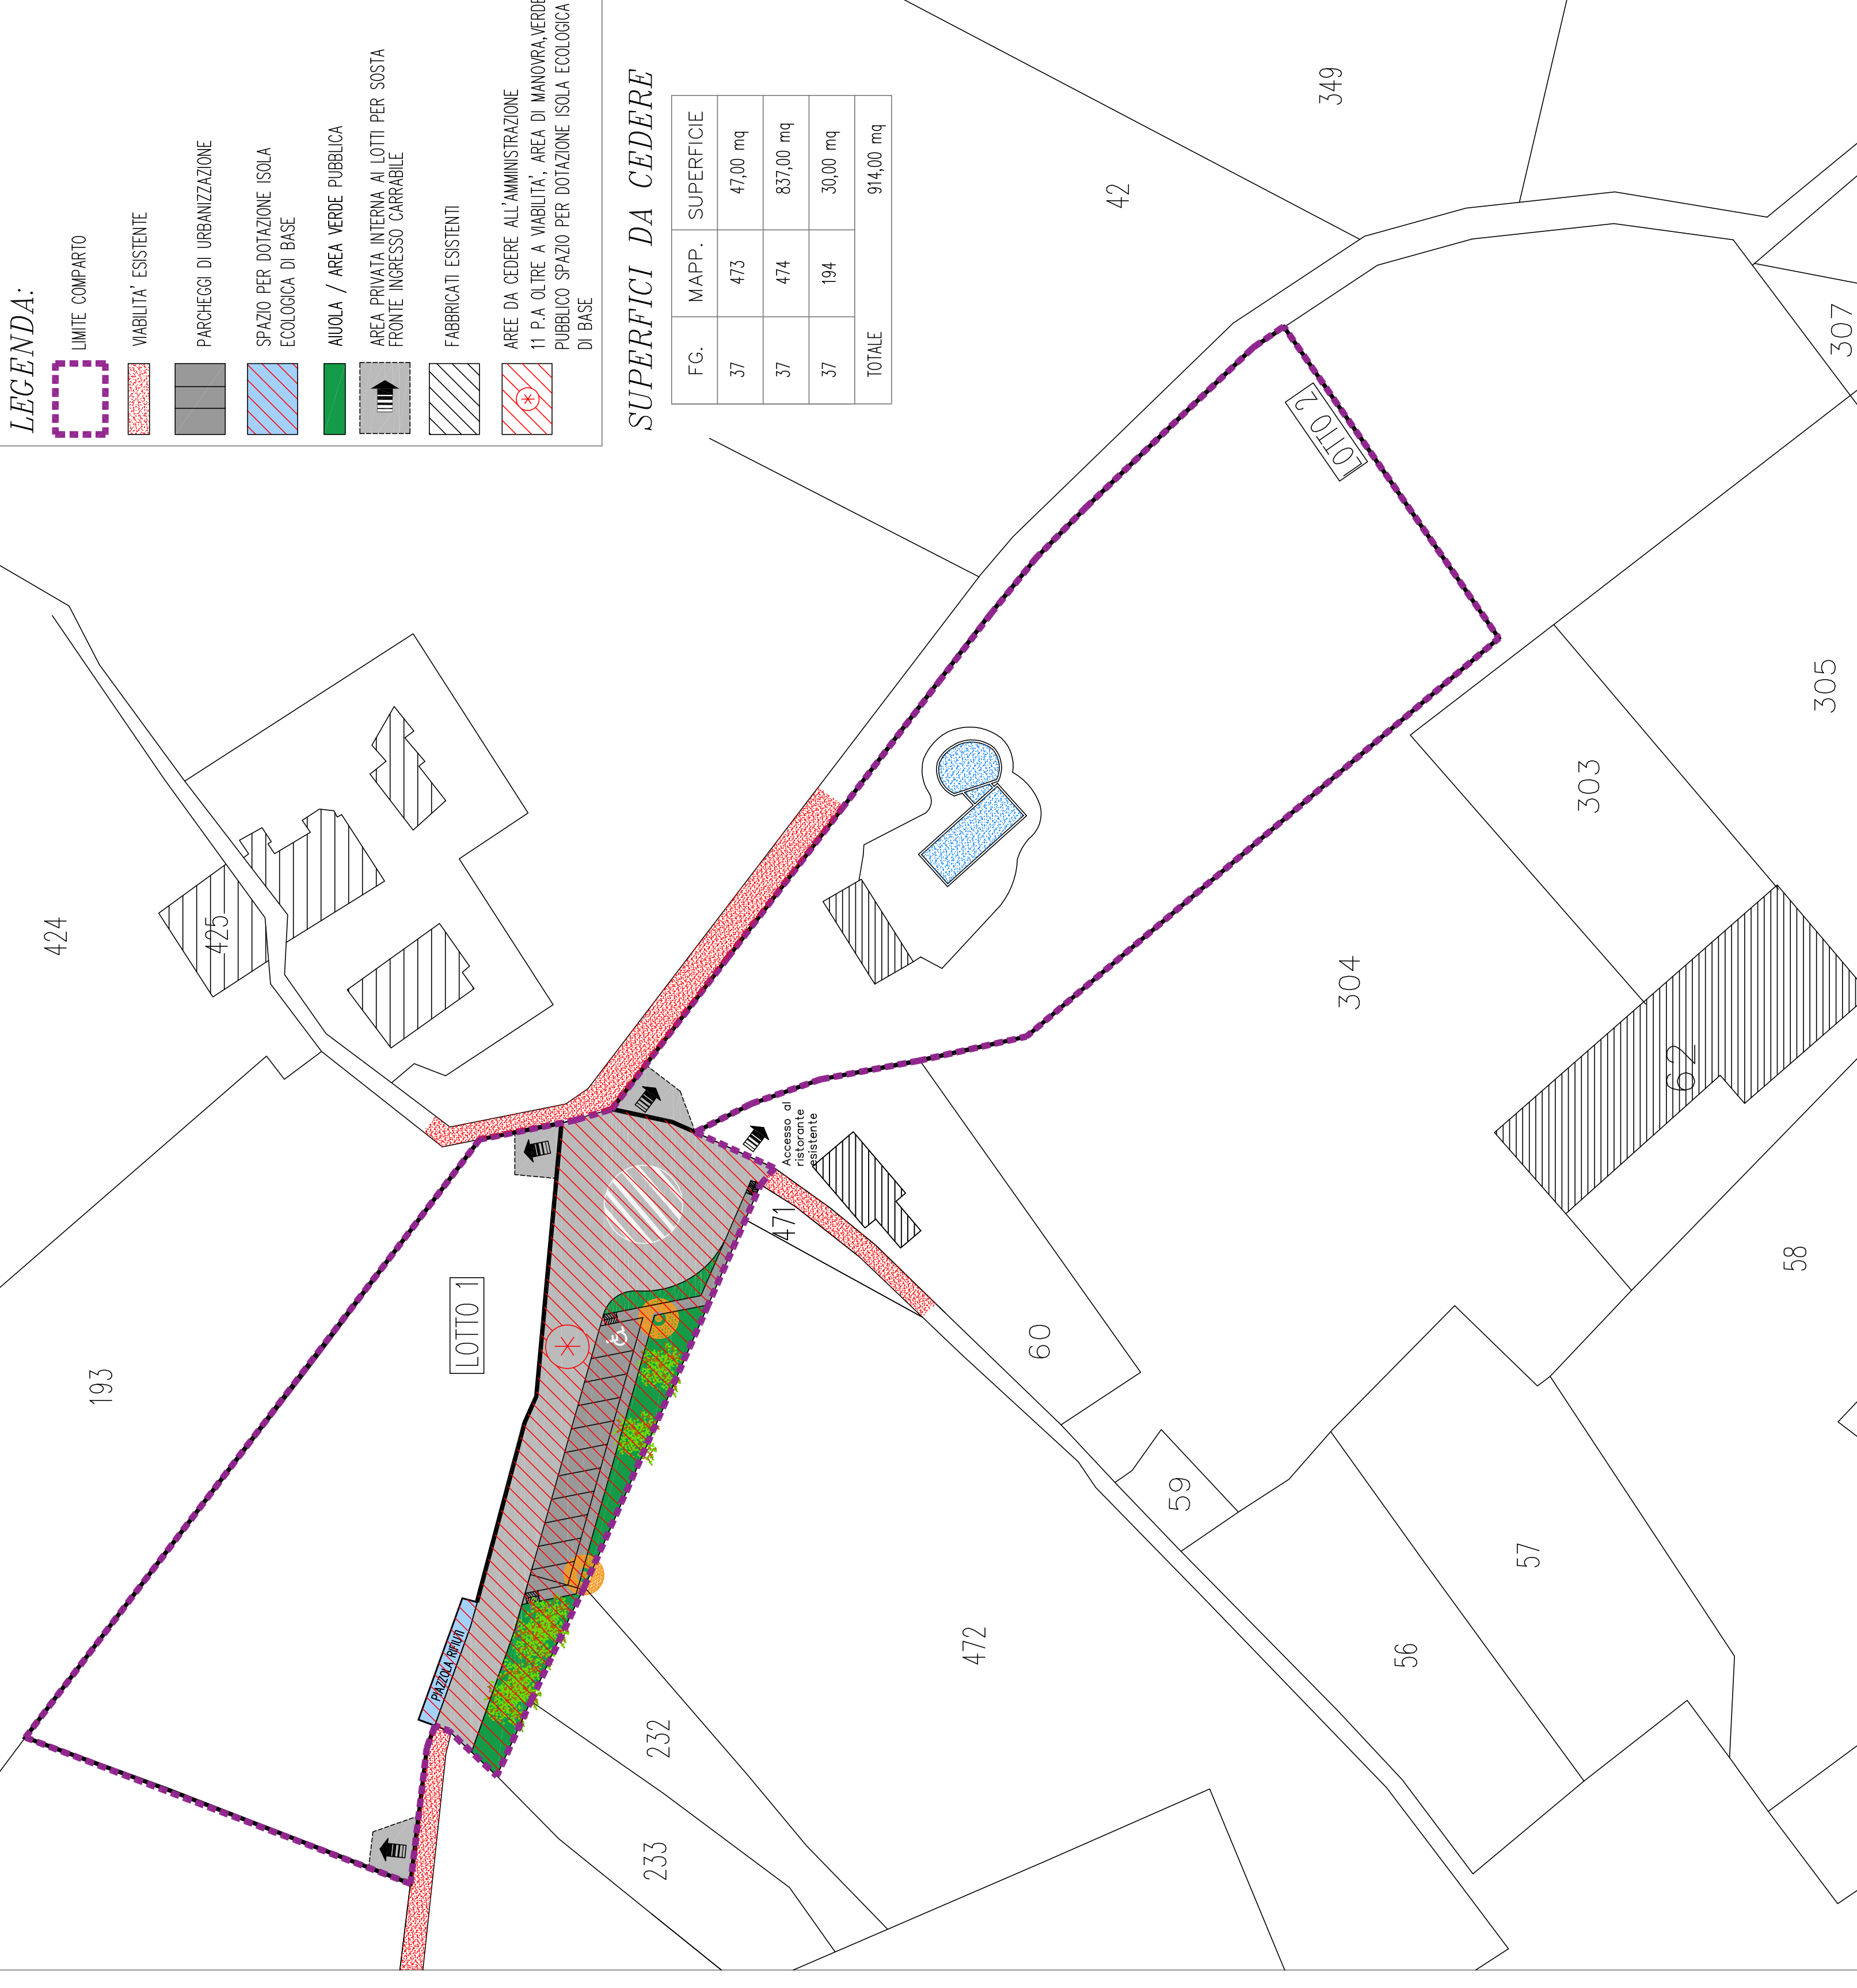 LEGENDA:
LIMITE COMPARTO
VIABILITA' ESISTENTE
PARCHEGGI DI URBANIZZAZIONE
SPAZIO PER DOTAZIONE ISOLA
ECOLOGICA DI BASE
AIUOLA / AREA VERDE PUBBLICA
AREA PRIVATA INTERNA AI LOTTI PER SOSTA
FRONTE INGRESSO CARRABILE
FABBRICATI ESISTENTI
AREE DA CEDERE ALL'AMMINISTRAZIONE
11 P.A OLTRE A VIABILITA', AREA DI MANOVRA,VERDE
PUBBLICO SPAZIO PER DOTAZIONE ISOLA ECOLOGICA
DI BASE
SUPERFICI DA CEDERE
FG. MAPP. SUPERFICIE
37 473 47,00 mq
37 474 837,00 mq
37 194 30,00 mq
TOTALE 914,00 mq
424
425
193
LOTTO 1
PIAZZOLA RIFIUTI
LOTTO 2
Accesso al
ristorante
esistente
471
42
349
307
305
303
304
62
60
59
58
57
56
472
232
233